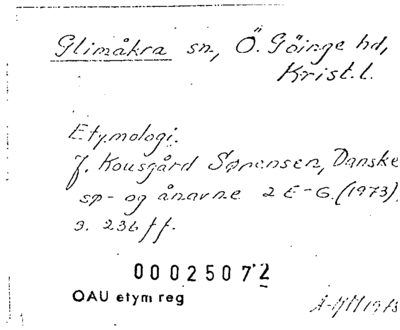 Glimåkra sn, Ö. Göinge hd,
Krist.l.
Etymologi.
J. Kousgård Sørensen, Danske
sø- og ånavne 2 E-G. (1973),
s. 236 ff.
00025072
OAU etym reg